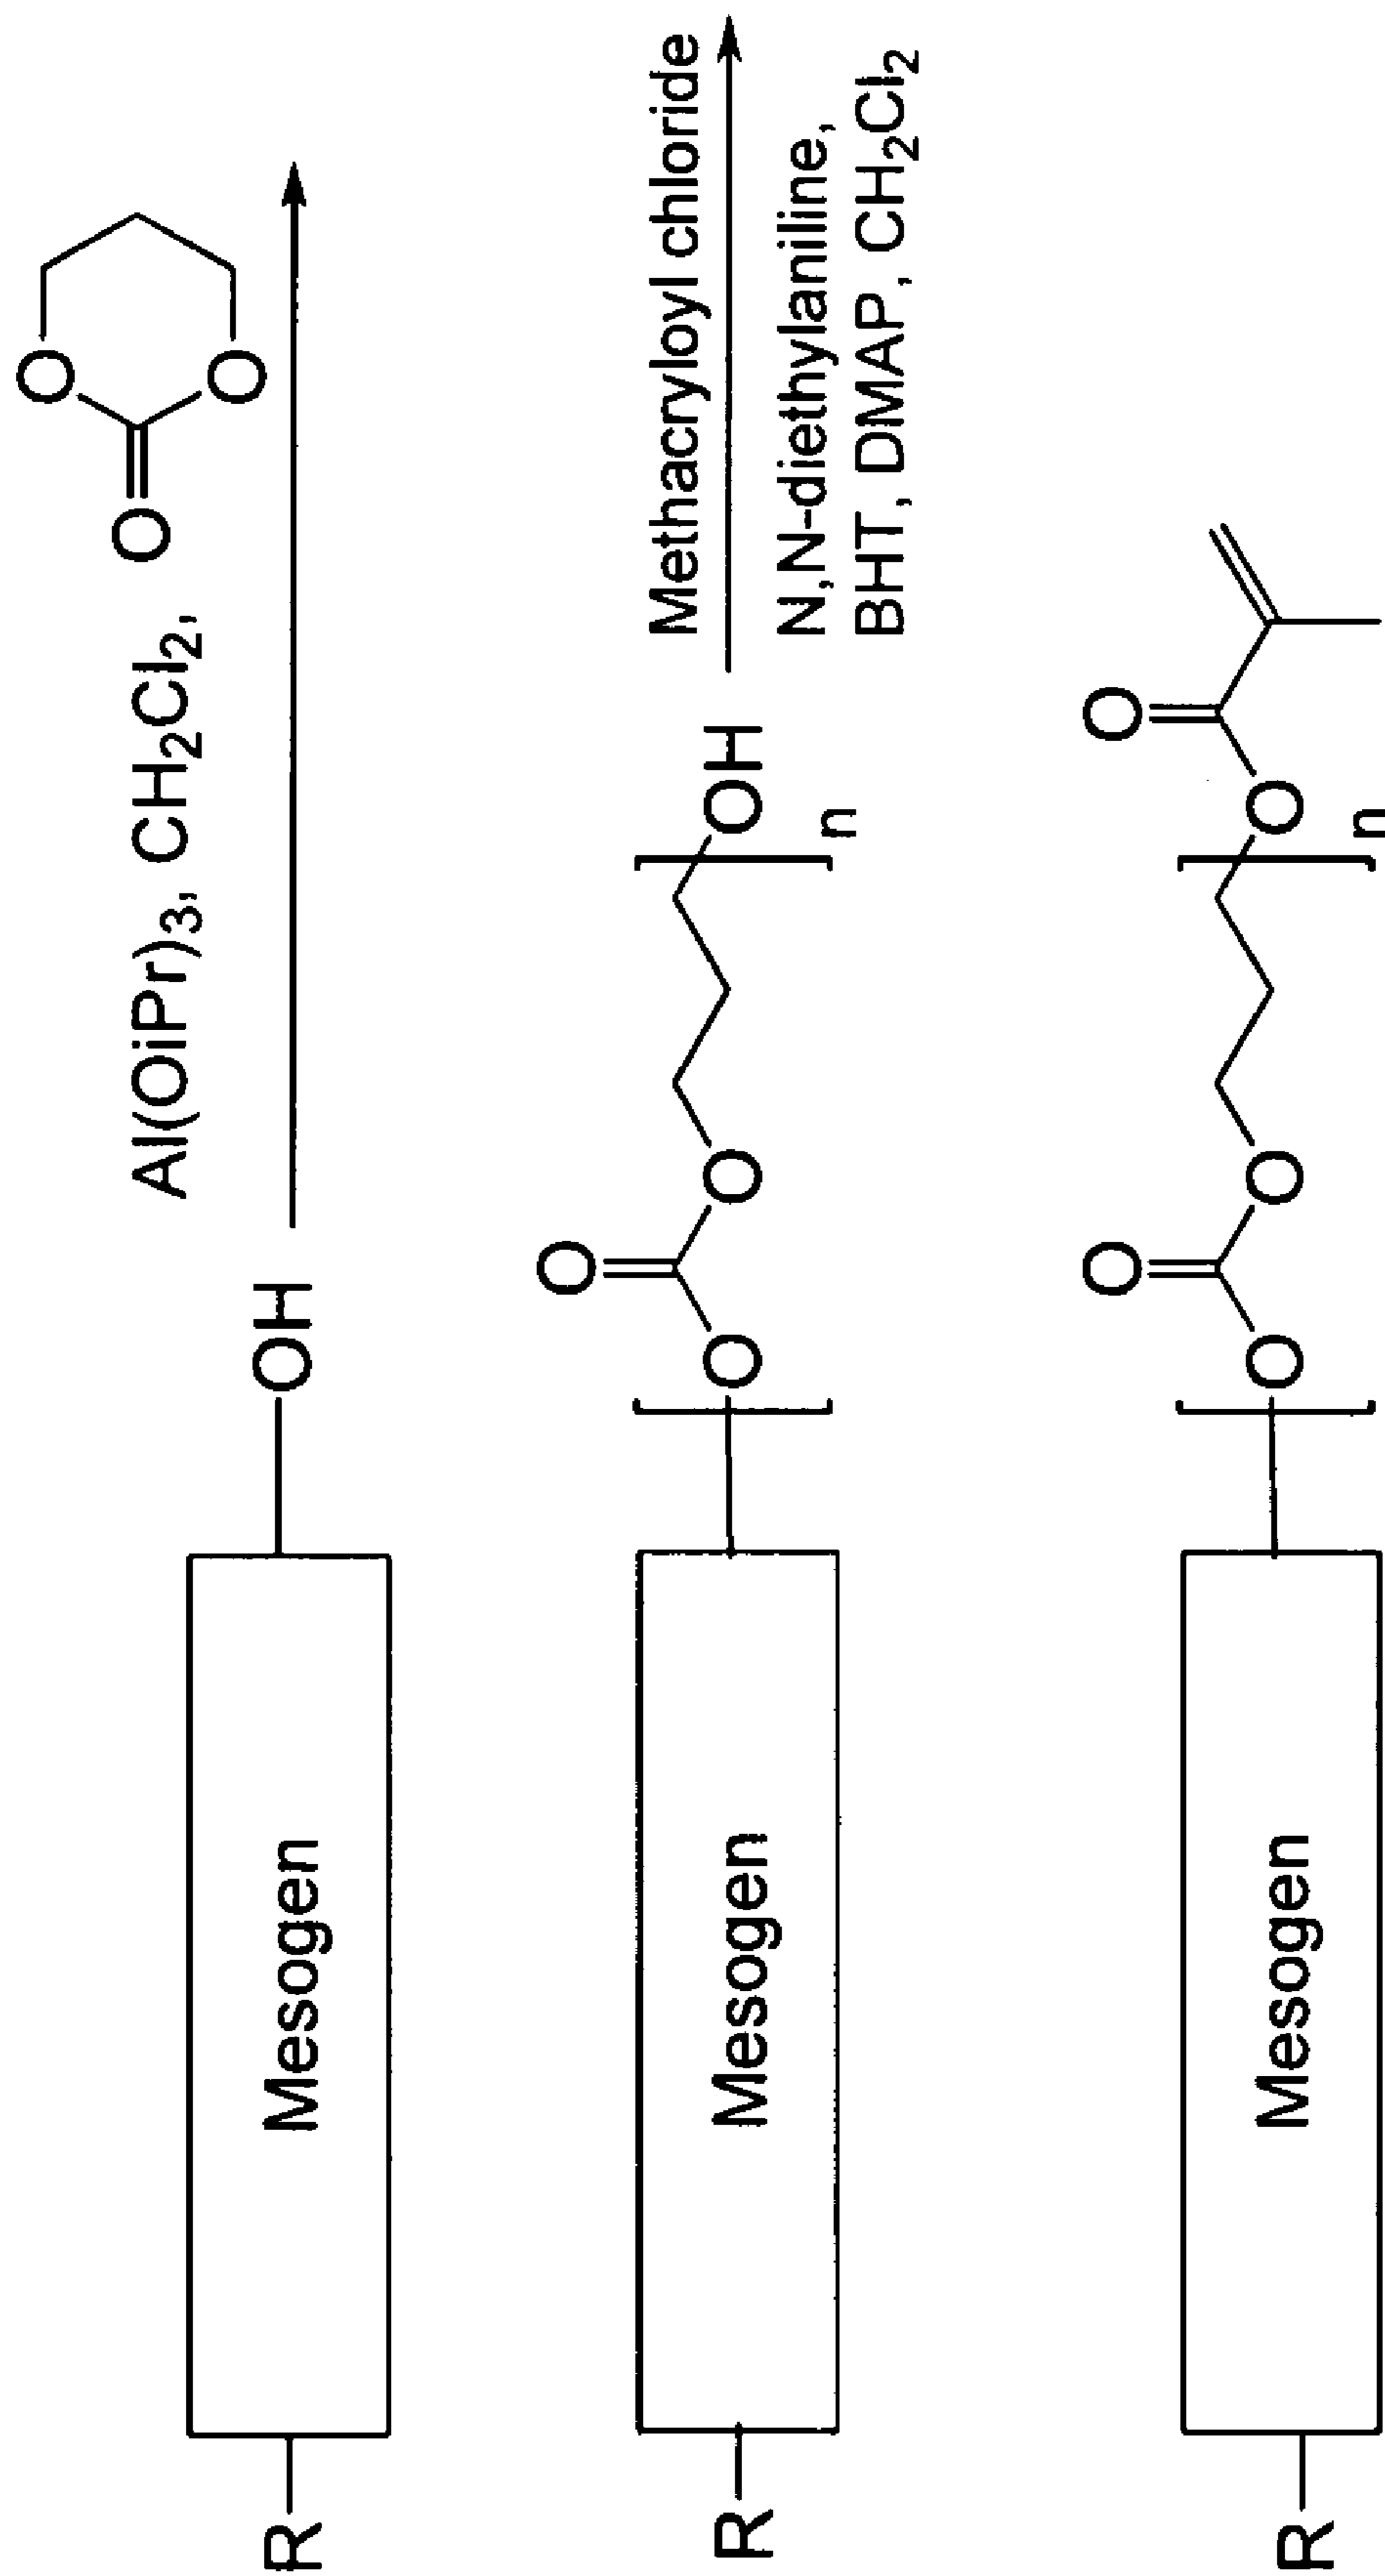 O
O
O
Al(OiPr)3, CH2Cl2,
R
Mesogen
OH
O
Methacryloyl chloride
R
Mesogen
O
O
OH
n
N,N-diethylaniline,
BHT, DMAP, CH2Cl2
O
O
R
Mesogen
O
O
O
n